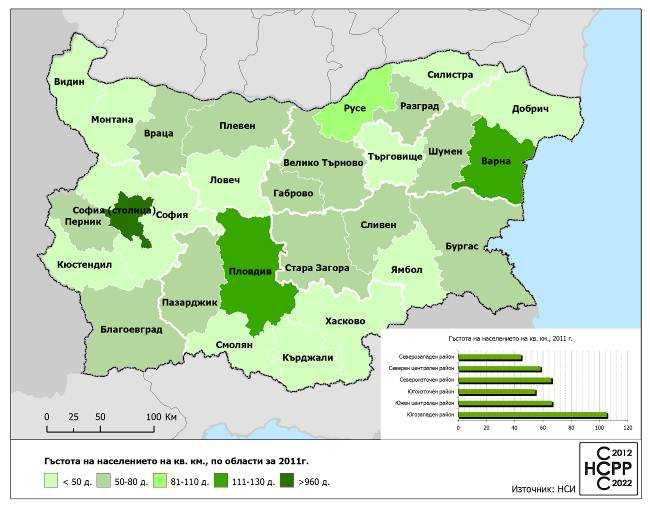 Видин
Монтана
Враца
Плевен
Русе
Силистра
Разград
Добрич
Велико Търново
Търговище
Шумен
Варна
Ловеч
Габрово
София (столица)
София
Перник
Кюстендил
Пловдив
Стара Загора
Сливен
Ямбол
Бургас
Благоевград
Пазарджик
Смолян
Хасково
Кърджали
0 25 50 100 Км
Гъстота на населението на кв. км., 2011 г.
Северозападен район
Северен централен район
Североизточен район
Югоизточен район
Южен централен район
Югозападен район
0 20 40 60 80 100 120
Гъстота на населението на кв. км., по области за 2011г.
< 50 д. 50-80 д. 81-110 д. 111-130 д. >960 д.
Източник: НСИ
C 2012
НСРР
C 2022